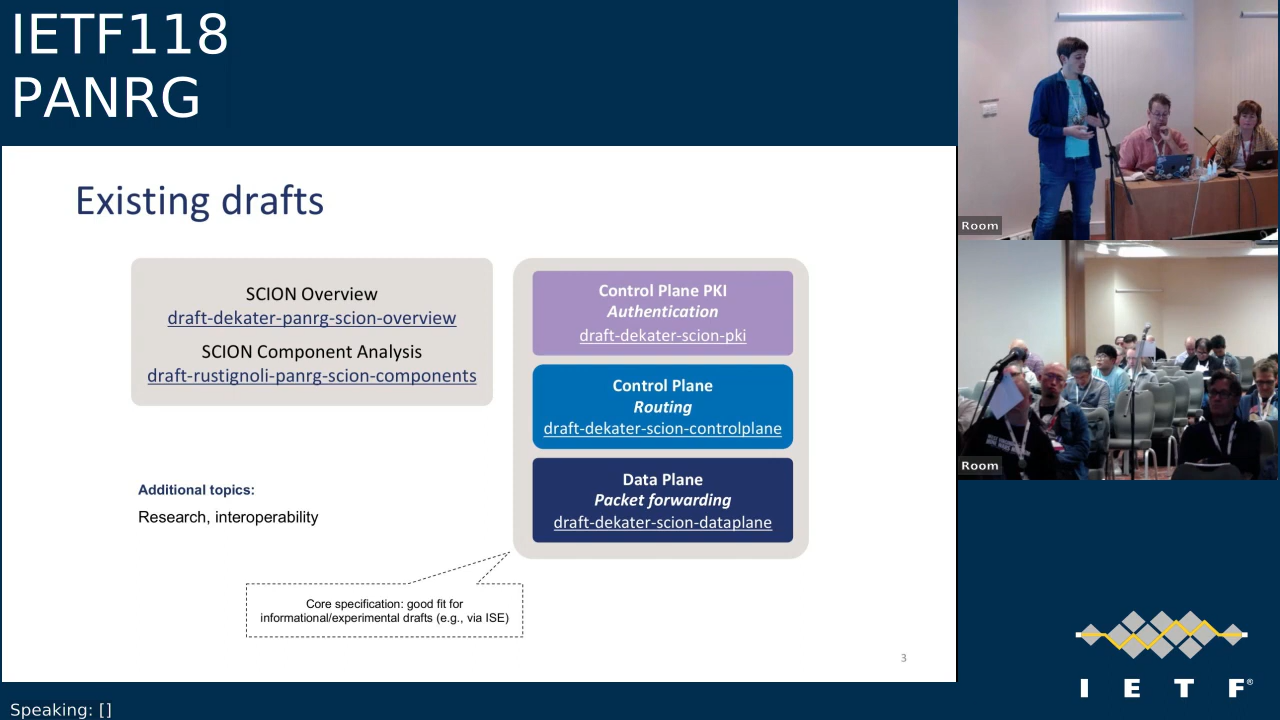 IETF118
PANRG
Existing drafts
SCION Overview
draft-dekater-panrg-scion-overview
SCION Component Analysis
draft-rustignoli-panrg-scion-components
Control Plane PKI
Authentication
draft-dekater-scion-pki
Control Plane
Routing
draft-dekater-scion-controlplane
Data Plane
Packet forwarding
draft-dekater-scion-dataplane
Additional topics:
Research, interoperability
Core specification: good fit for
informational/experimental drafts (e.g., via ISE)
3
Room
Room
I E T F®
Speaking: []